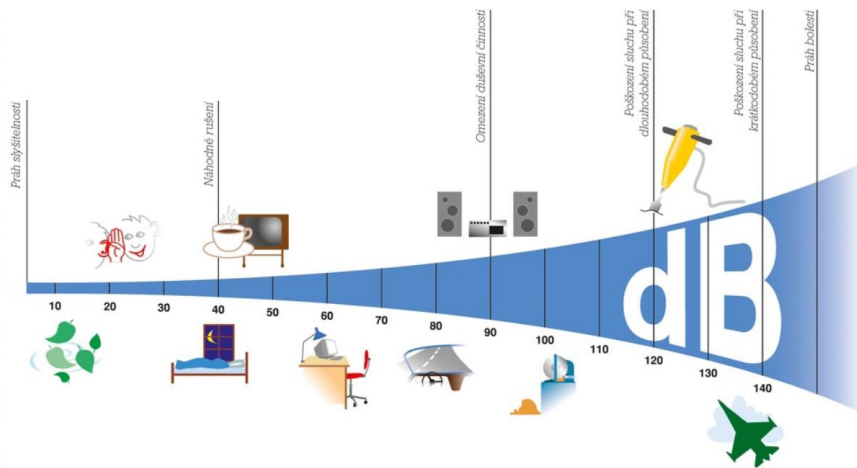 Práh slyšitelnosti
Náhodné rušení
Omezení duševní činnosti
Poškození sluchu při
dlouhodobém působení
Poškození sluchu při
krátkodobém působení
Práh bolesti
dB
10
20
30
40
50
60
70
80
90
100
110
120
130
140